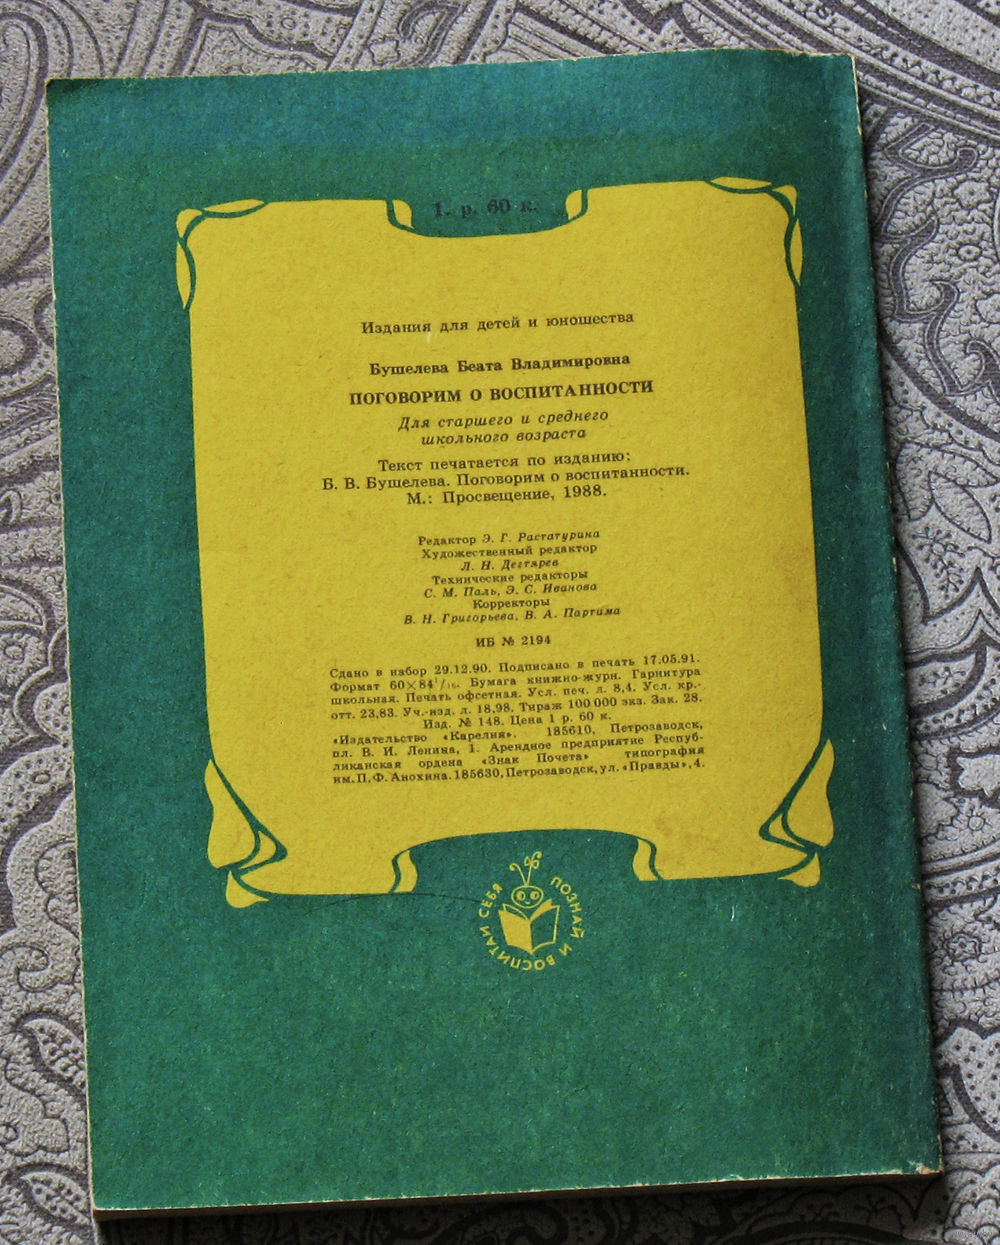 1. р. 60 к.
Издания для детей и юношества
Бушелева Беата Владимировна
ПОГОВОРИМ О ВОСПИТАННОСТИ
Для старшего и среднего
школьного возраста
Текст печатается по изданию:
Б. В. Бушелева. Поговорим о воспитанности.
М.: Просвещение, 1988.
Редактор Э. Г. Растатурина
Художественный редактор
Л. Н. Дегтярев
Технические редакторы
С. М. Паль, Э. С. Иванова
Корректоры
В. Н. Григорьева, В. А. Партима
ИБ № 2194
Сдано в набор 29.12.90. Подписано в печать 17.05.91.
Формат 60×84 1/16. Бумага книжно-журн. Гарнитура
школьная. Печать офсетная. Усл. печ. л. 8,4. Усл. кр.-
отт. 23,83. Уч.-изд. л. 18,98. Тираж 100 000 экз. Зак. 28.
Изд. № 148. Цена 1 р. 60 к.
«Издательство «Карелия». 185610, Петрозаводск,
пл. В. И. Ленина, 1. Арендное предприятие Респуб-
ликанская ордена «Знак Почета» типография
им. П. Ф. Анохина. 185630, Петрозаводск, ул. «Правды», 4.
ПОЗНАЙ И ВОСПИТАЙ СЕБЯ